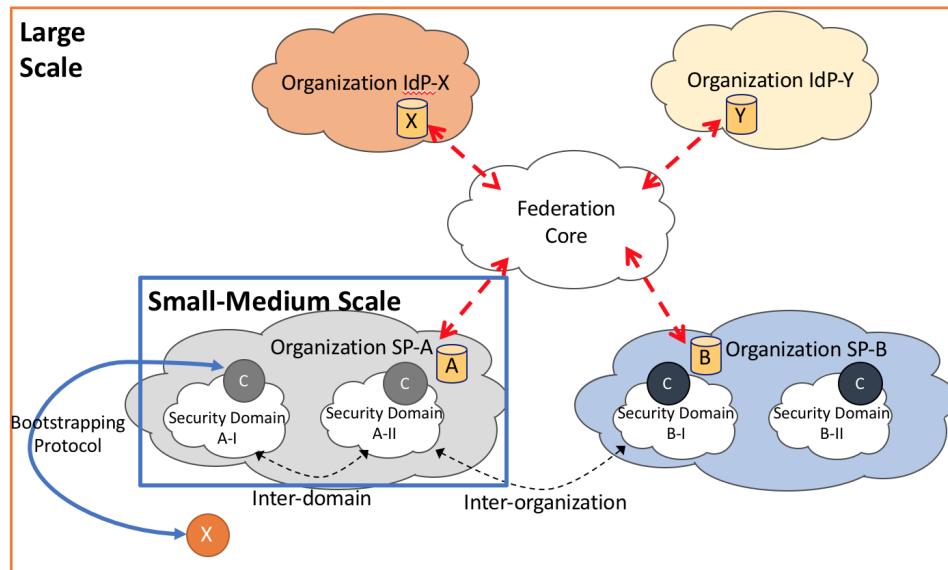 Large
Scale
Organization IdP-X
X
Organization IdP-Y
Y
Federation
Core
Small-Medium Scale
Organization SP-A
A
C
Security Domain
A-I
C
Security Domain
A-II
B
Organization SP-B
C
Security Domain
B-I
C
Security Domain
B-II
Bootstrapping
Protocol
Inter-domain
Inter-organization
X